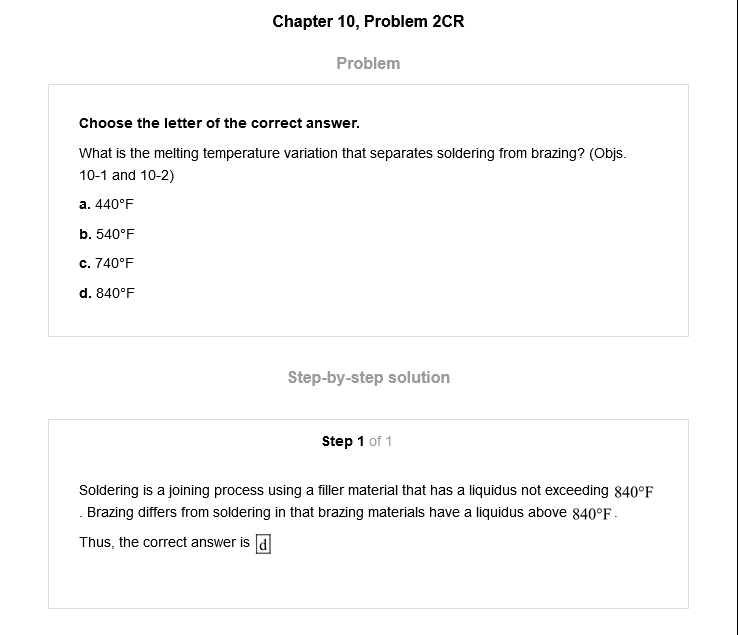 Chapter 10, Problem 2CR
Problem
Choose the letter of the correct answer.
What is the melting temperature variation that separates soldering from brazing? (Objs.
10-1 and 10-2)
a. 440°F
b. 540°F
c. 740°F
d. 840°F
Step-by-step solution
Step 1 of 1
Soldering is a joining process using a filler material that has a liquidus not exceeding 840°F
. Brazing differs from soldering in that brazing materials have a liquidus above 840°F.
Thus, the correct answer is d